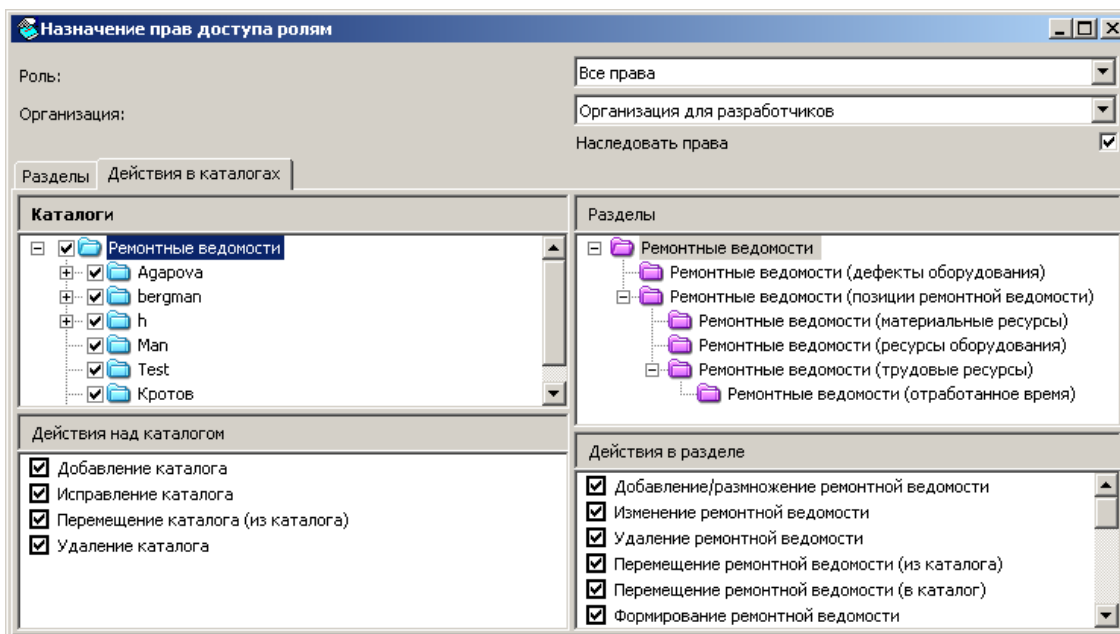 Назначение прав доступа ролям
Роль:
Все права
Организация:
Организация для разработчиков
Наследовать права
Разделы
Действия в каталогах
Каталоги
Ремонтные ведомости
Agapova
bergman
h
Man
Test
Кротов
Действия над каталогом
Добавление каталога
Исправление каталога
Перемещение каталога (из каталога)
Удаление каталога
Разделы
Ремонтные ведомости
Ремонтные ведомости (дефекты оборудования)
Ремонтные ведомости (позиции ремонтной ведомости)
Ремонтные ведомости (материальные ресурсы)
Ремонтные ведомости (ресурсы оборудования)
Ремонтные ведомости (трудовые ресурсы)
Ремонтные ведомости (отработанное время)
Действия в разделе
Добавление/размножение ремонтной ведомости
Изменение ремонтной ведомости
Удаление ремонтной ведомости
Перемещение ремонтной ведомости (из каталога)
Перемещение ремонтной ведомости (в каталог)
Формирование ремонтной ведомости